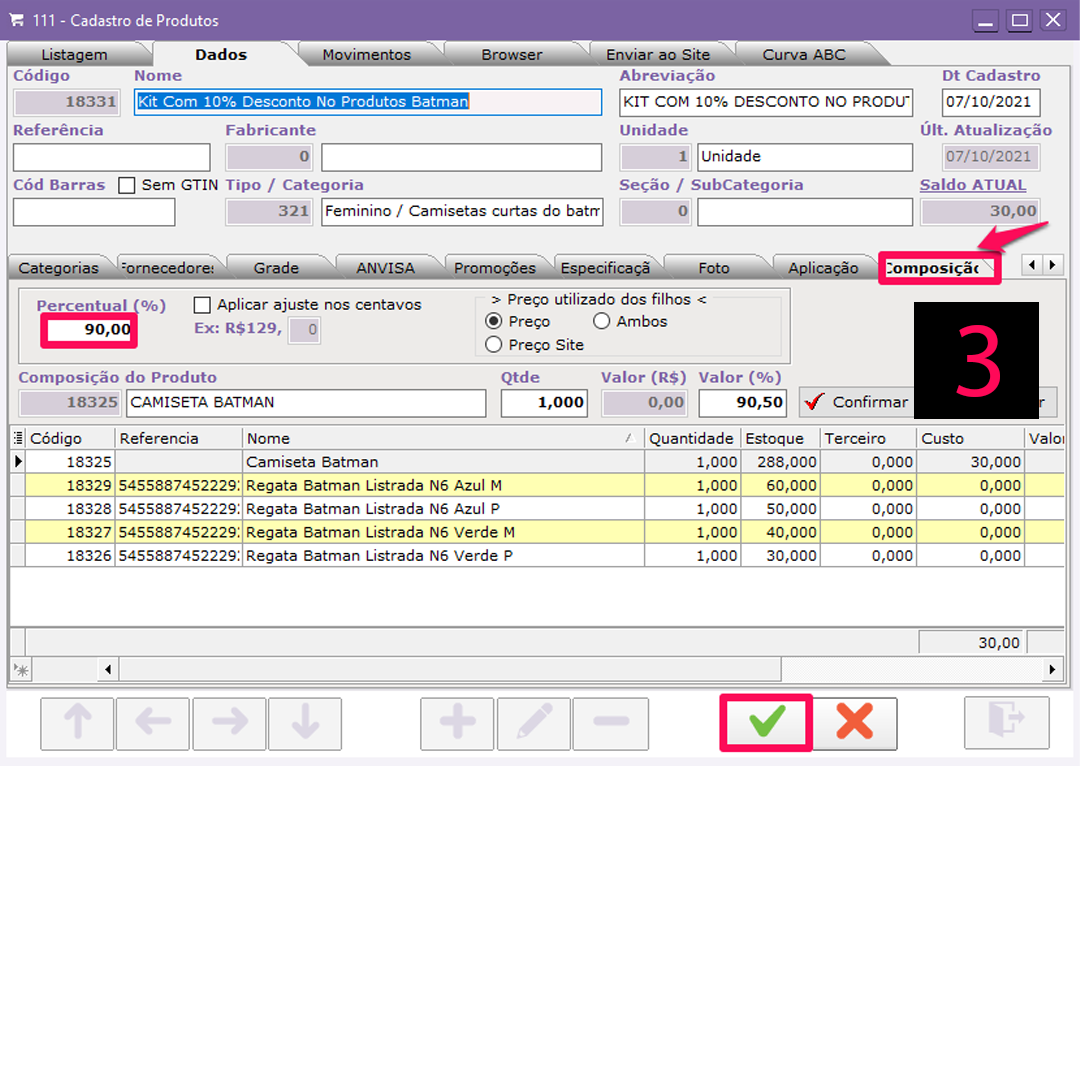 111 - Cadastro de Produtos
Listagem Dados Movimentos Browser Enviar ao Site Curva ABC
Código Nome Abreviação Dt Cadastro
18331 Kit Com 10% Desconto No Produtos Batman KIT COM 10% DESCONTO NO PRODUT 07/10/2021
Referência Fabricante Unidade Últ. Atualização
0 1 Unidade 07/10/2021
Cód Barras Sem GTIN Tipo / Categoria Seção / SubCategoria Saldo ATUAL
321 Feminino / Camisetas curtas do batm 0 30,00
Categorias Fornecedores Grade ANVISA Promoções Especificaçã Foto Aplicação Composição
Percentual (%) Aplicar ajuste nos centavos > Preço utilizado dos filhos <
90,00 Ex: R$129, 0 Preço Ambos
Preço Site
3
Composição do Produto Qtde Valor (R$) Valor (%)
18325 CAMISETA BATMAN 1,000 0,00 90,50 Confirmar r
Código Referencia Nome Quantidade Estoque Terceiro Custo Valor
18325 Camiseta Batman 1,000 288,000 0,000 30,000
18329 5455887452229 Regata Batman Listrada N6 Azul M 1,000 60,000 0,000 0,000
18328 5455887452229 Regata Batman Listrada N6 Azul P 1,000 50,000 0,000 0,000
18327 5455887452229 Regata Batman Listrada N6 Verde M 1,000 40,000 0,000 0,000
18326 5455887452229 Regata Batman Listrada N6 Verde P 1,000 30,000 0,000 0,000
30,00